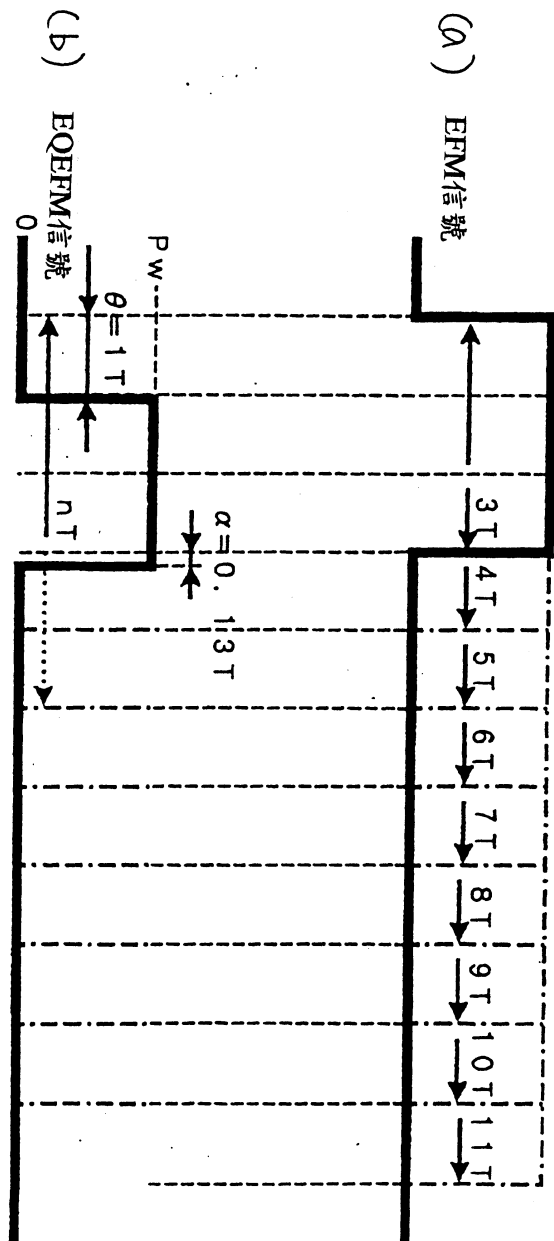 (a)
EFM信號
3T
4T
5T
6T
7T
8T
9T
10T
11T
(b)
EQEFM信號
Pw
0
θ=1T
nT
α=0.13T